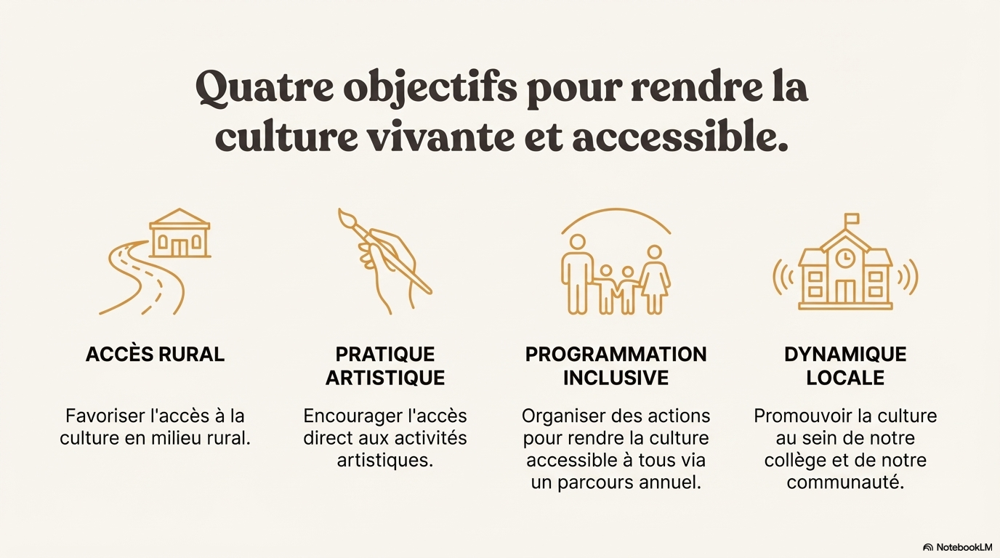 Quatre objectifs pour rendre la
culture vivante et accessible.
ACCÈS RURAL
Favoriser l'accès à la
culture en milieu rural.
PRATIQUE
ARTISTIQUE
Encourager l'accès
direct aux activités
artistiques.
PROGRAMMATION
INCLUSIVE
Organiser des actions
pour rendre la culture
accessible à tous via
un parcours annuel.
DYNAMIQUE
LOCALE
Promouvoir la culture
au sein de notre
collège et de notre
communauté.
NotebookLM